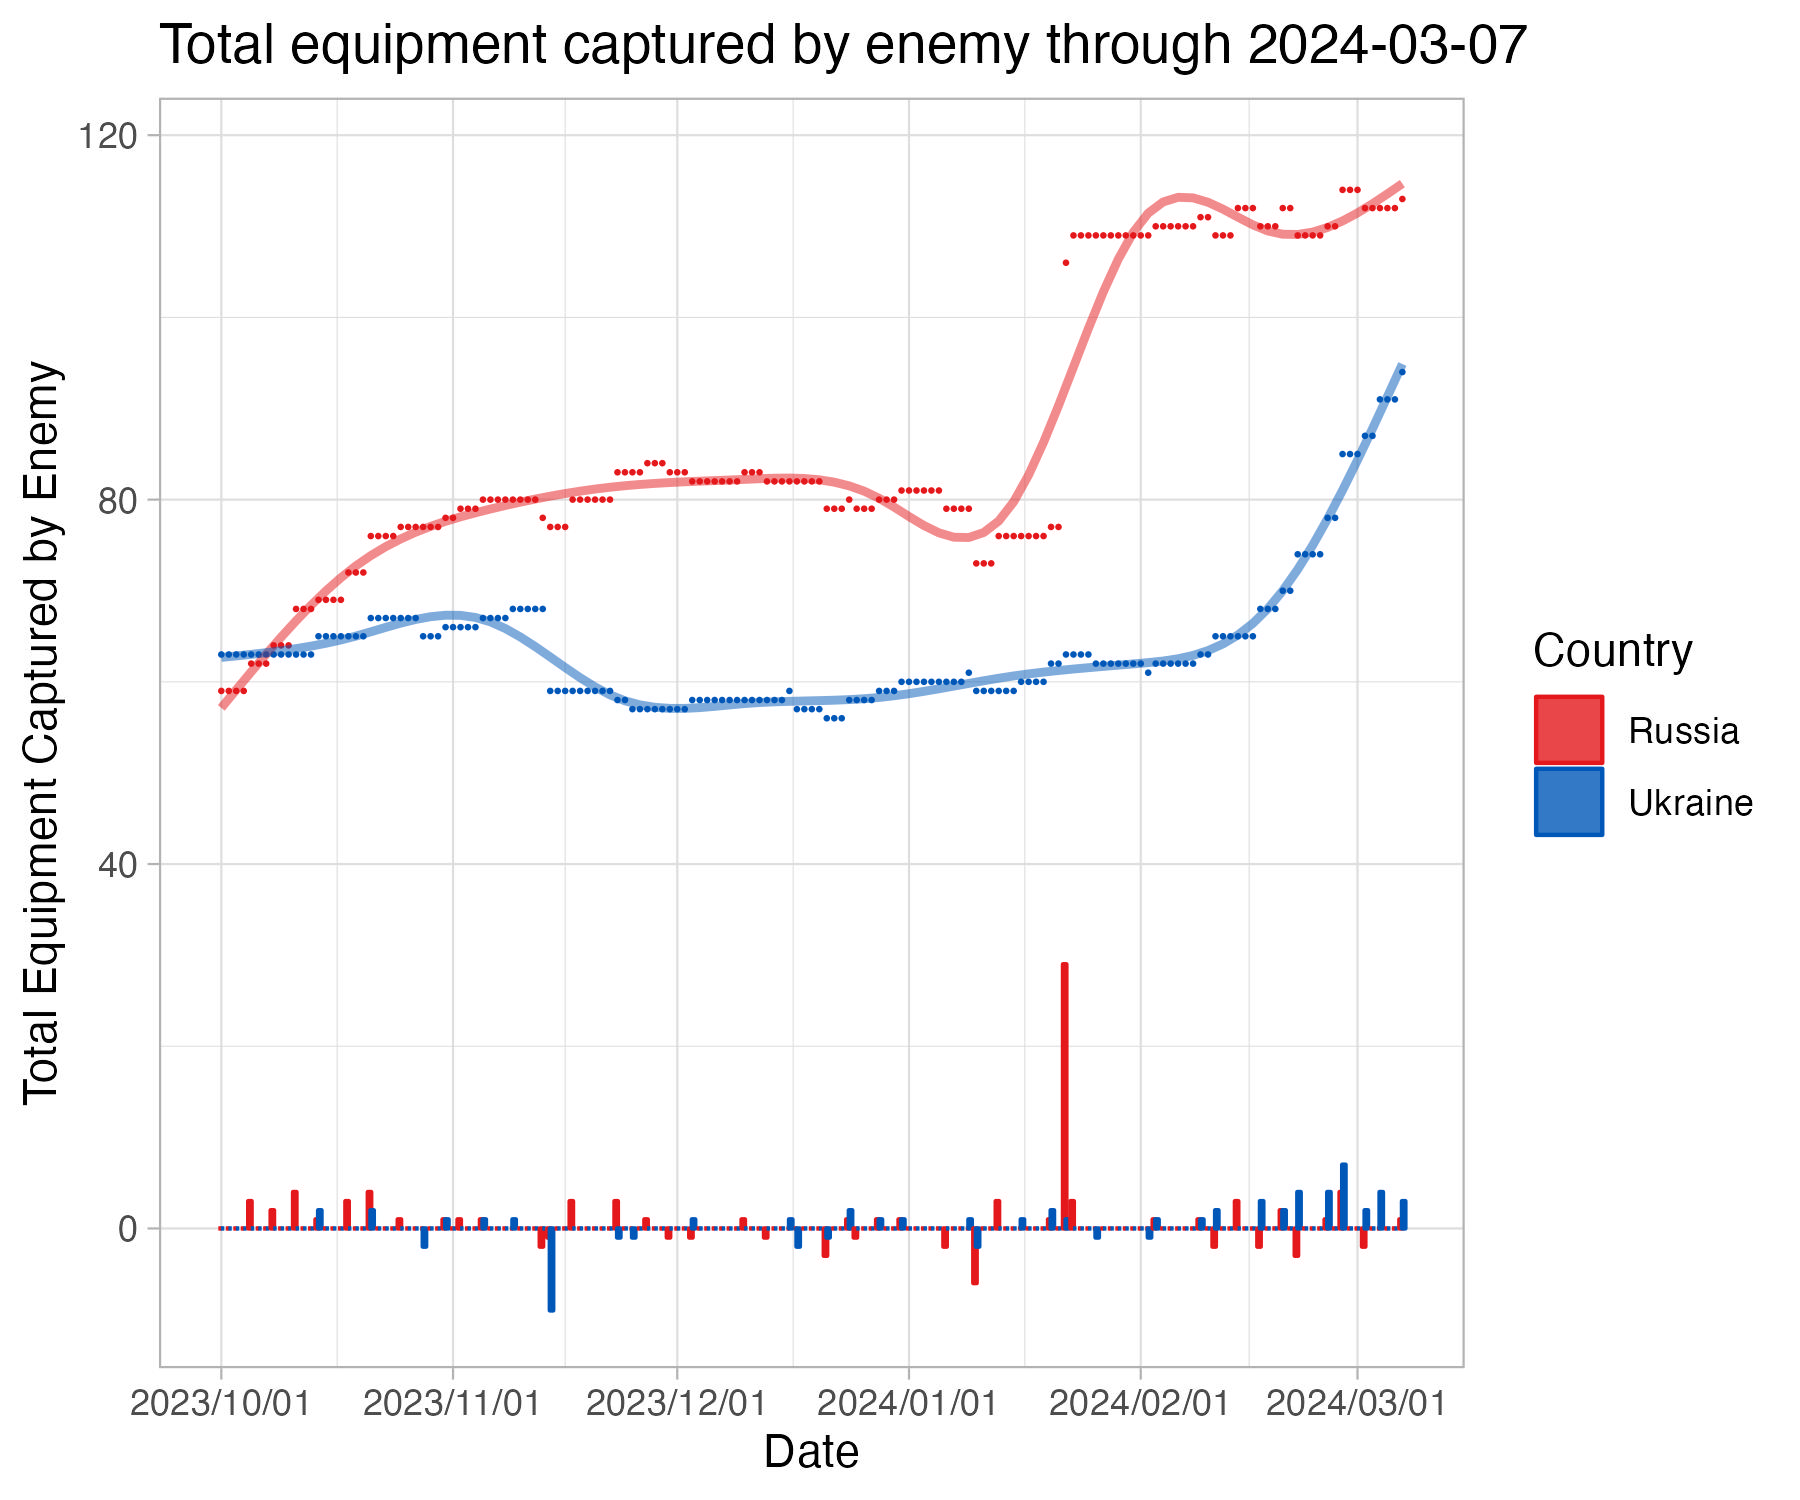 Total equipment captured by enemy through 2024-03-07
Total Equipment Captured by Enemy
120
80
40
0
2023/10/01
2023/11/01
2023/12/01
2024/01/01
2024/02/01
2024/03/01
Date
Country
Russia
Ukraine